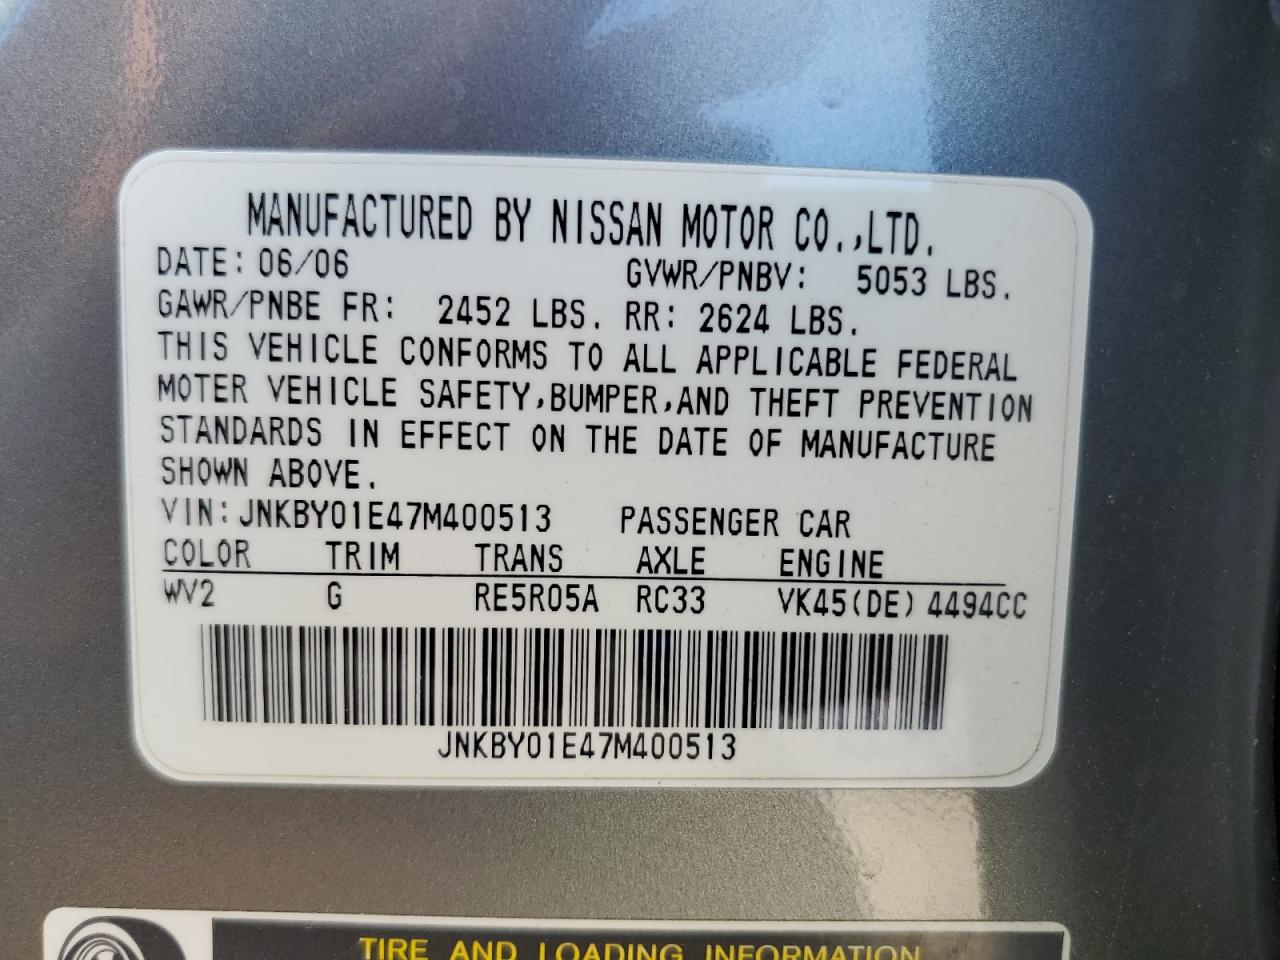 MANUFACTURED BY NISSAN MOTOR CO.,LTD.
DATE: 06/06 GVWR/PNBV: 5053 LBS.
GAWR/PNBE FR: 2452 LBS. RR: 2624 LBS.
THIS VEHICLE CONFORMS TO ALL APPLICABLE FEDERAL
MOTER VEHICLE SAFETY,BUMPER,AND THEFT PREVENTION
STANDARDS IN EFFECT ON THE DATE OF MANUFACTURE
SHOWN ABOVE.
VIN: JNKBY01E47M400513 PASSENGER CAR
COLOR TRIM TRANS AXLE ENGINE
WV2 G RE5R05A RC33 VK45(DE) 4494CC
JNKBY01E47M400513
TIRE AND LOADING INFORMATION